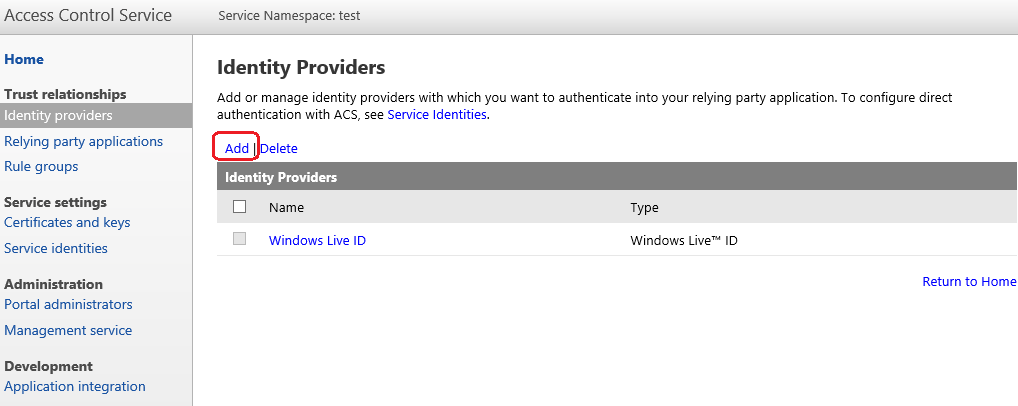 Access Control Service
Service Namespace: test
Home
Trust relationships
Identity providers
Relying party applications
Rule groups
Service settings
Certificates and keys
Service identities
Administration
Portal administrators
Management service
Development
Application integration
Identity Providers
Add or manage identity providers with which you want to authenticate into your relying party application. To configure direct
authentication with ACS, see Service Identities.
Add | Delete
Identity Providers
Name Type
Windows Live ID Windows Live™ ID
Return to Home